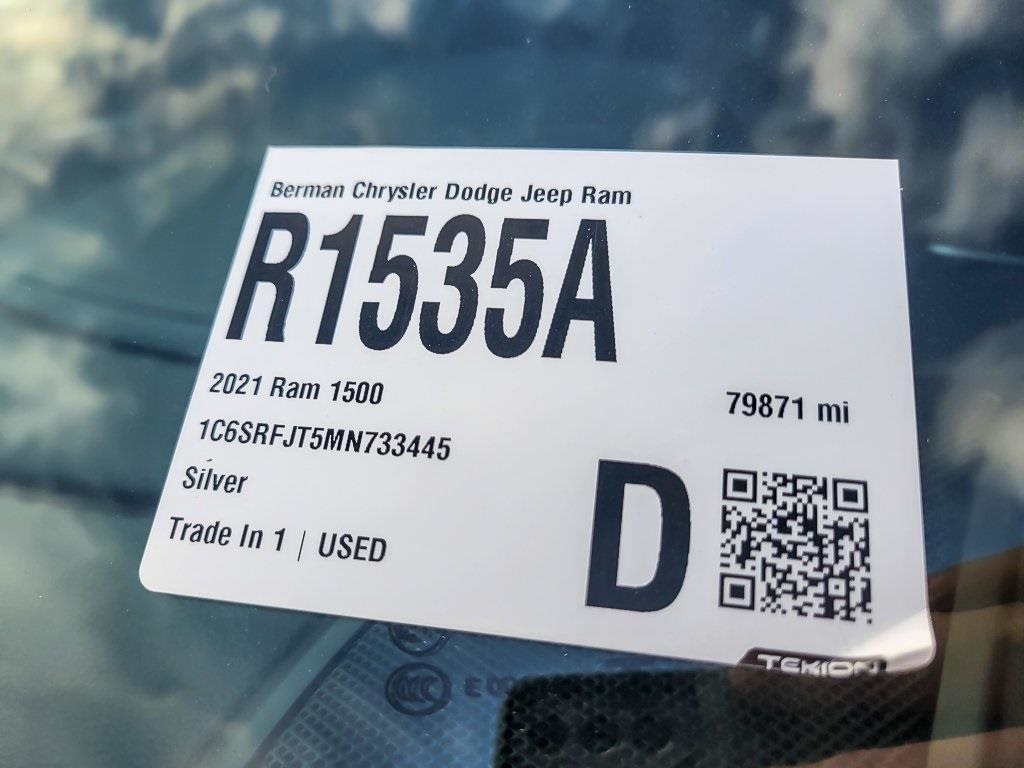 Berman Chrysler Dodge Jeep Ram
R1535A
2021 Ram 1500
79871 mi
1C6SRFJT5MN733445
Silver
Trade In 1 | USED
D
TEKION